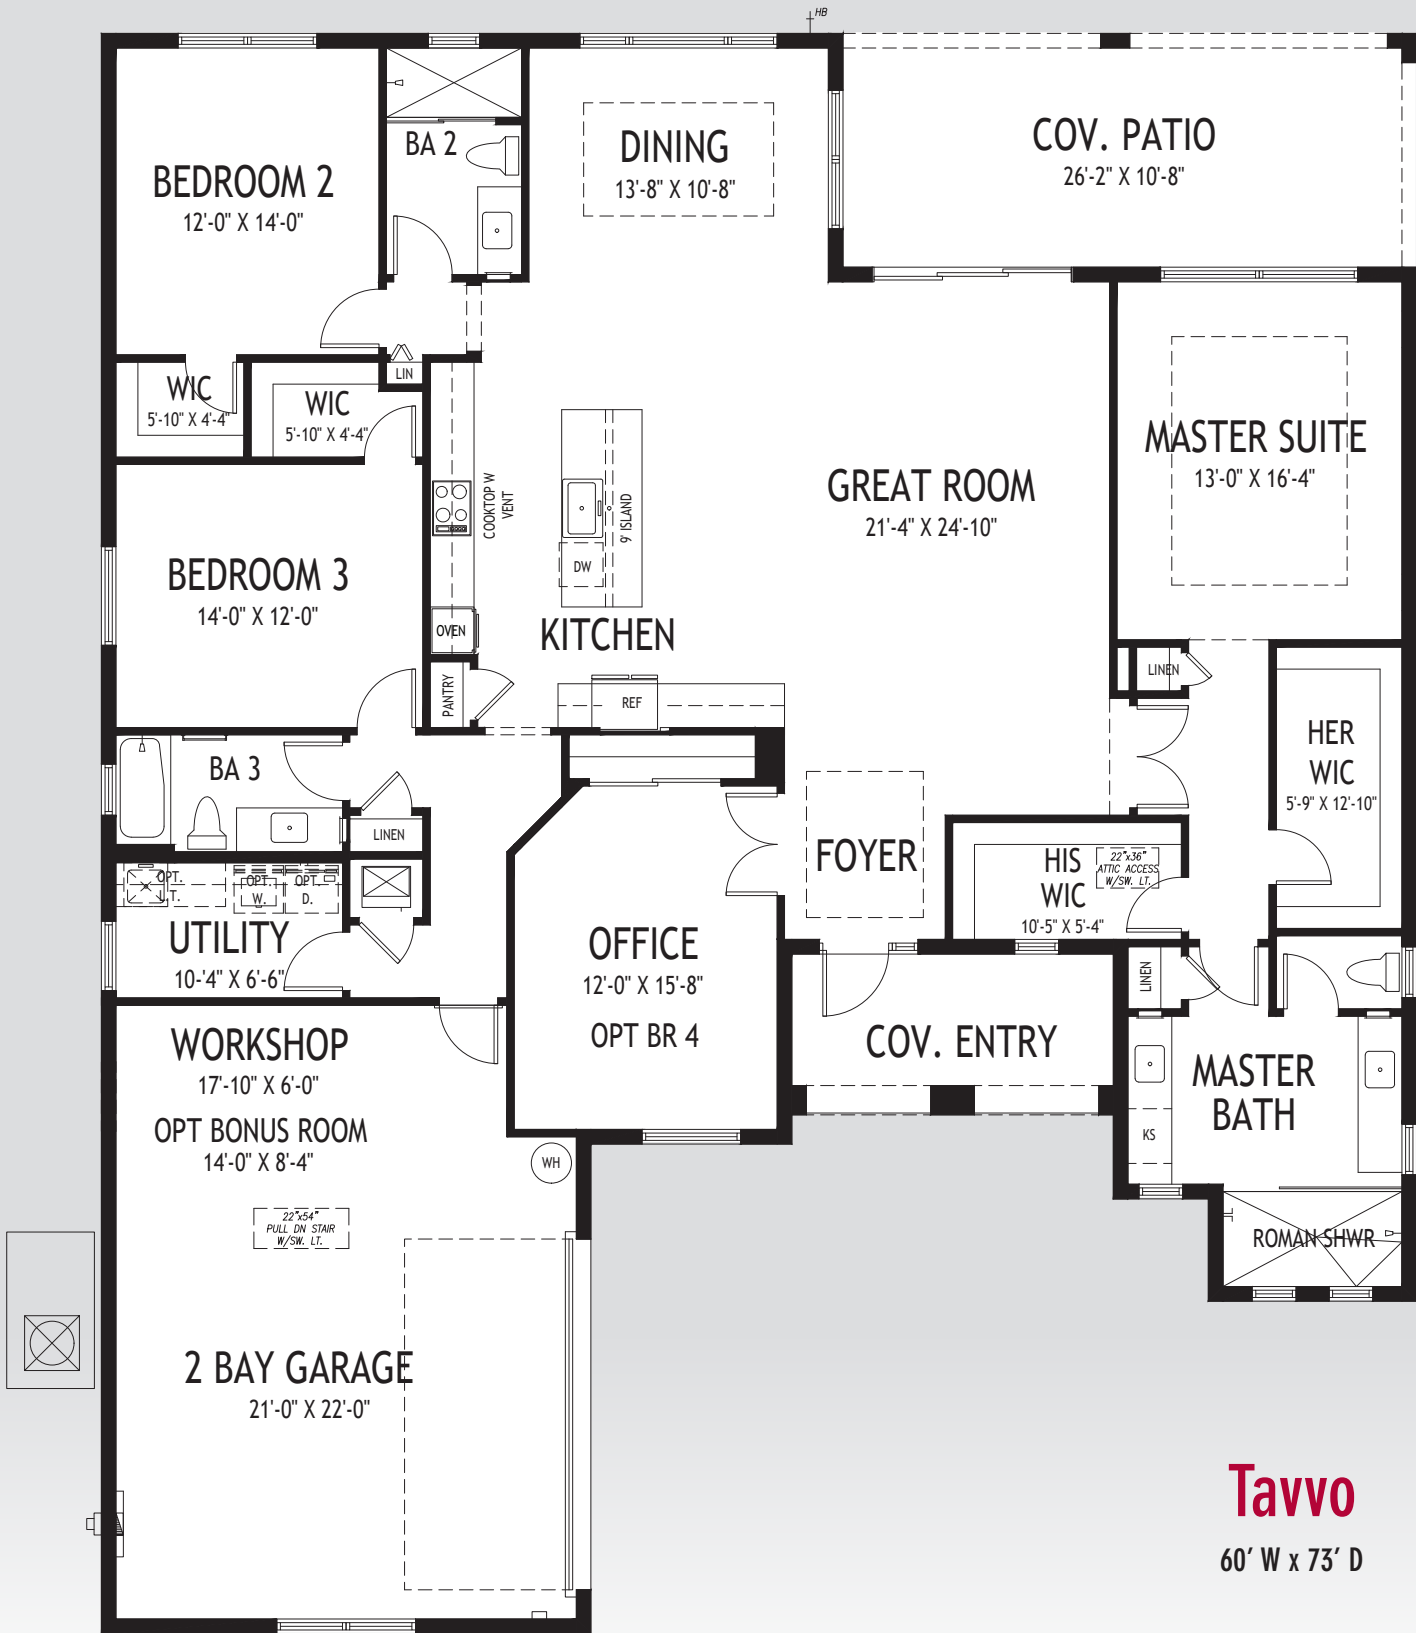 HB
BEDROOM 2
12'-0" X 14'-0"
BA 2
DINING
13'-8" X 10'-8"
COV. PATIO
26'-2" X 10'-8"
WIC
5'-10" X 4'-4"
WIC
5'-10" X 4'-4"
LIN
COOKTOP W
VENT
9' ISLAND
DW
OVEN
KITCHEN
PANTRY
REF
GREAT ROOM
21'-4" X 24'-10"
MASTER SUITE
13'-0" X 16'-4"
BEDROOM 3
14'-0" X 12'-0"
LINEN
HER
WIC
5'-9" X 12'-10"
BA 3
LINEN
FOYER
HIS
WIC
10'-5" X 5'-4"
22"x36"
ATTIC ACCESS
W/SW. LT.
OPT.
L.T.
OPT.
W.
OPT.
D.
UTILITY
10-'4" X 6'-6"
OFFICE
12'-0" X 15'-8"
OPT BR 4
LINEN
COV. ENTRY
MASTER
BATH
KS
ROMAN SHWR
WORKSHOP
17'-10" X 6'-0"
OPT BONUS ROOM
14'-0" X 8'-4"
WH
22"x54"
PULL DN STAIR
W/SW. LT.
2 BAY GARAGE
21'-0" X 22'-0"
Tavvo
60' W x 73' D